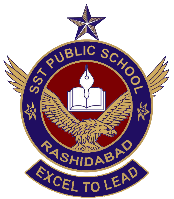 SST PUBLIC SCHOOL
RASHIDABAD
EXCEL TO LEAD